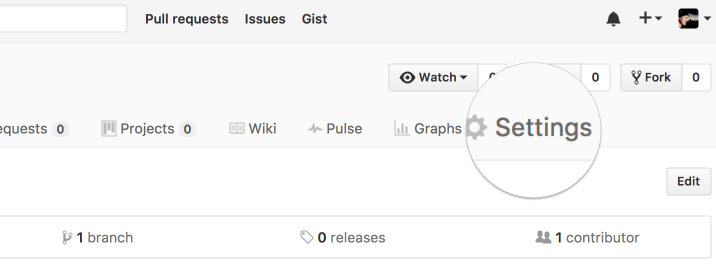 Pull requests Issues Gist
Watch 0 Fork 0
equests 0 Projects 0 Wiki Pulse Graphs Settings
Edit
1 branch 0 releases 1 contributor